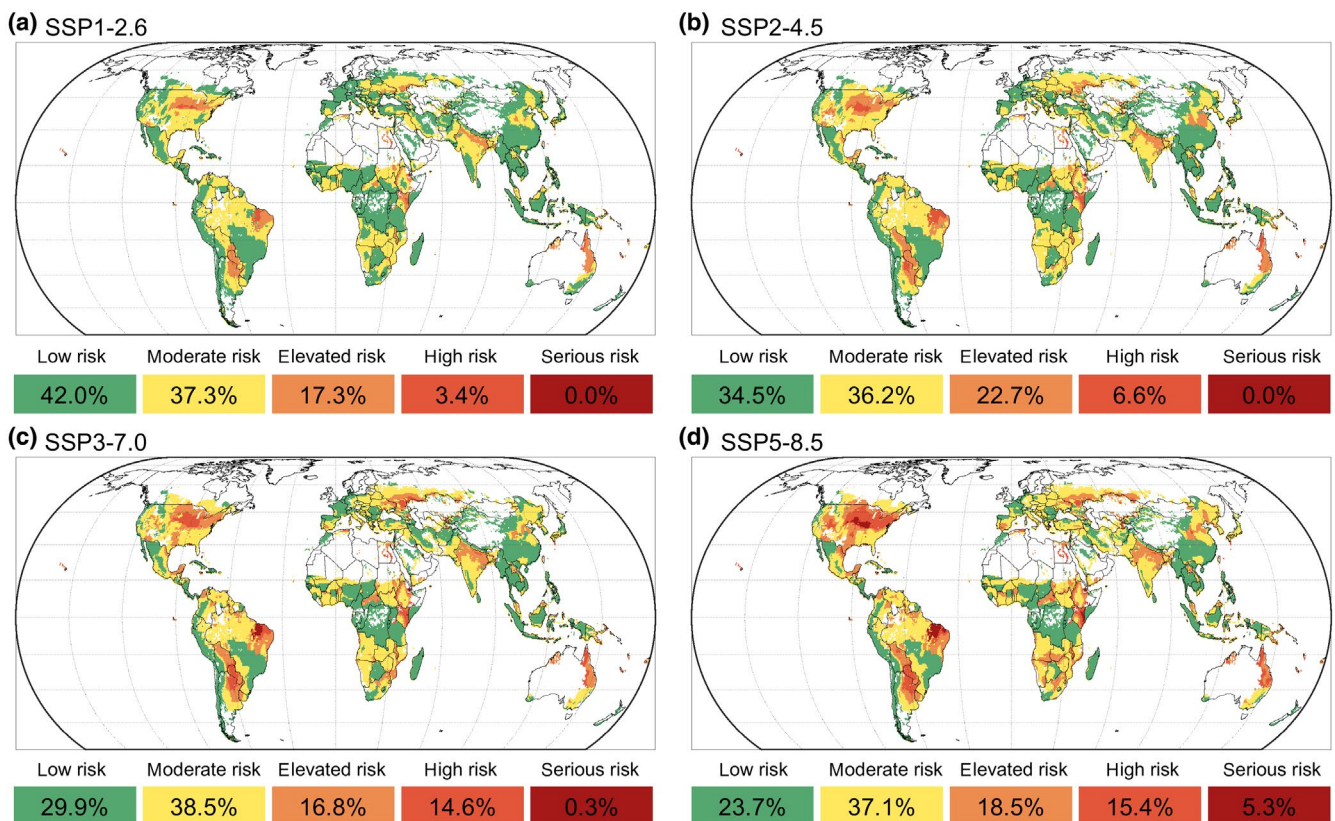 (a) SSP1-2.6
(b) SSP2-4.5
Low risk Moderate risk Elevated risk High risk Serious risk
42.0% 37.3% 17.3% 3.4% 0.0%
Low risk Moderate risk Elevated risk High risk Serious risk
34.5% 36.2% 22.7% 6.6% 0.0%
(c) SSP3-7.0
(d) SSP5-8.5
Low risk Moderate risk Elevated risk High risk Serious risk
29.9% 38.5% 16.8% 14.6% 0.3%
Low risk Moderate risk Elevated risk High risk Serious risk
23.7% 37.1% 18.5% 15.4% 5.3%